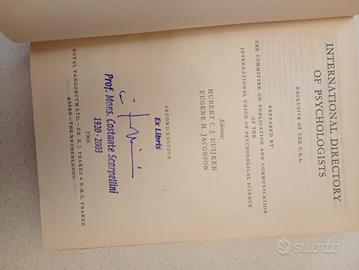 INTERNATIONAL DIRECTORY
OF PSYCHOLOGISTS
EXCLUSIVE OF THE U.S.A.
PREPARED BY
THE COMMITTEE ON PUBLICATION AND COMMUNICATION
OF THE
INTERNATIONAL UNION OF PSYCHOLOGICAL SCIENCE
Editors
HUBERT C. J. DUIJKER
EUGENE H. JACOBSON
SECOND EDITION
Ex Libris
Prof. Mons. Costante Scarpellini
1920 - 2003
1966
ROYAL VANGORCUM LTD. - DR. H. J. PRAKKE & H. M. G. PRAKKE
ASSEN - THE NETHERLANDS
subito